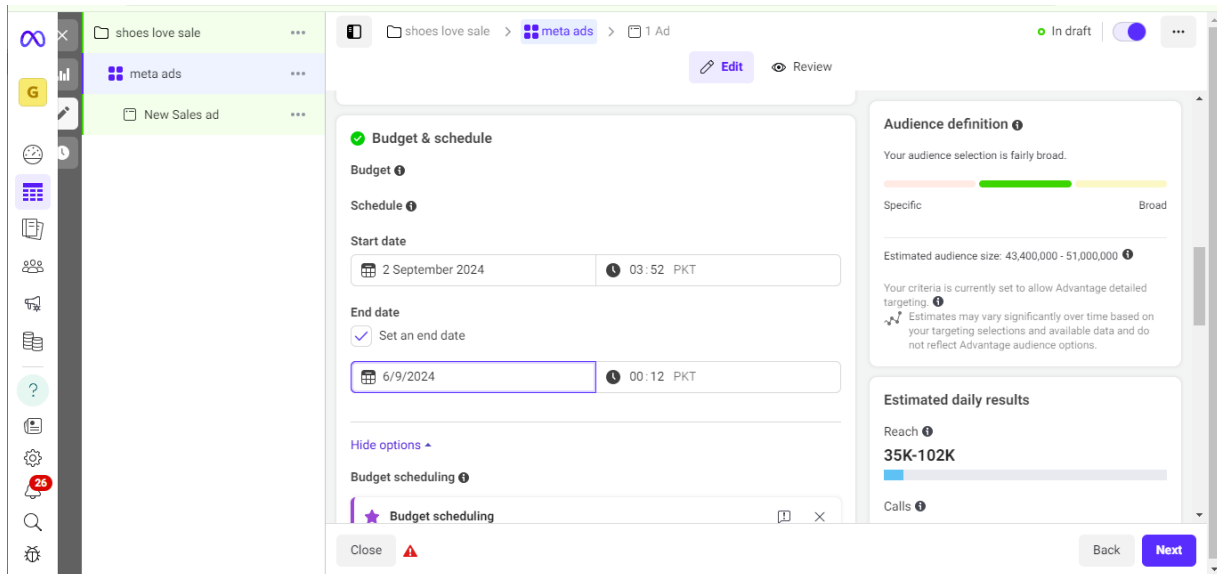 shoes love sale
shoes love sale > meta ads > 1 Ad
In draft
meta ads
Edit
Review
G
New Sales ad
Budget & schedule
Budget
Schedule
Start date
2 September 2024
03:52 PKT
End date
Set an end date
6/9/2024
00:12 PKT
Hide options
Budget scheduling
Budget scheduling
Audience definition
Your audience selection is fairly broad.
Specific
Broad
Estimated audience size: 43,400,000 - 51,000,000
Your criteria is currently set to allow Advantage detailed
targeting.
Estimates may vary significantly over time based on
your targeting selections and available data and do
not reflect Advantage audience options.
Estimated daily results
Reach
35K-102K
Calls
26
Close
Back
Next